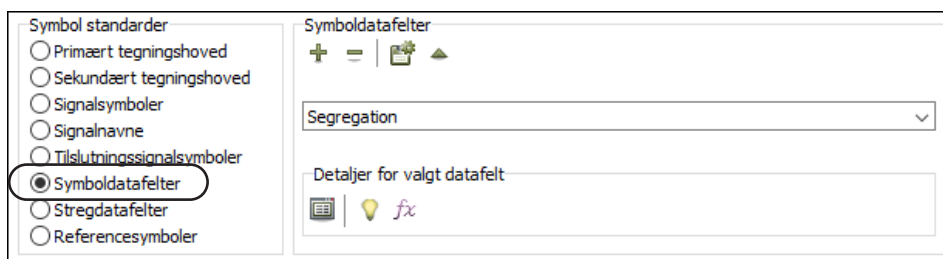 Symbol standarder
Primært tegningshoved
Sekundært tegningshoved
Signalsymboler
Signalnavne
Tilslutningssignalsymboler
Symboldatafelter
Stregdatafelter
Referencesymboler
Symboldatafelter
Segregation
Detaljer for valgt datafelt
fx